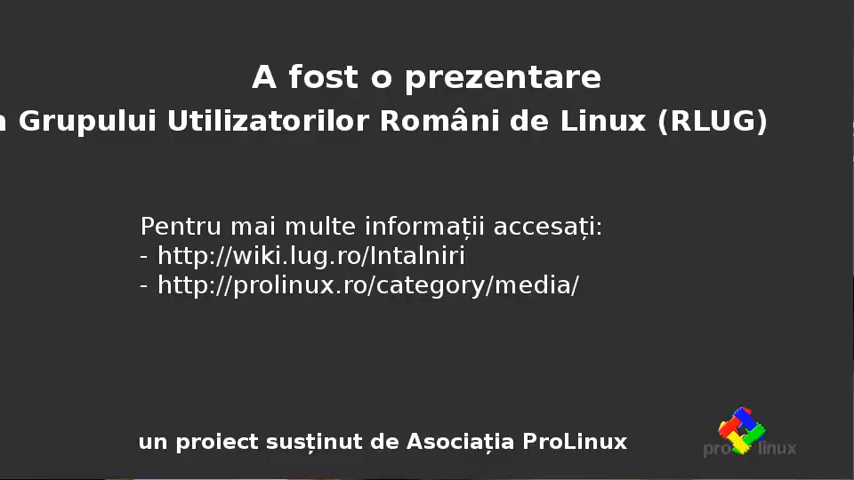 A fost o prezentare
Grupului Utilizatorilor Români de Linux (RLUG)
Pentru mai multe informații accesați:
- http://wiki.lug.ro/Intalniri
- http://prolinux.ro/category/media/
un proiect susținut de Asociația ProLinux
pro linux